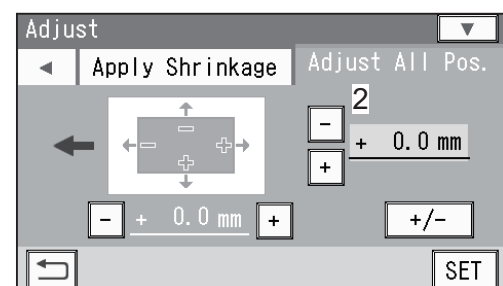 Adjust ▼
◄ Apply Shrinkage Adjust All Pos.
2
− + 0.0 mm
+
− + 0.0 mm + +/−
SET